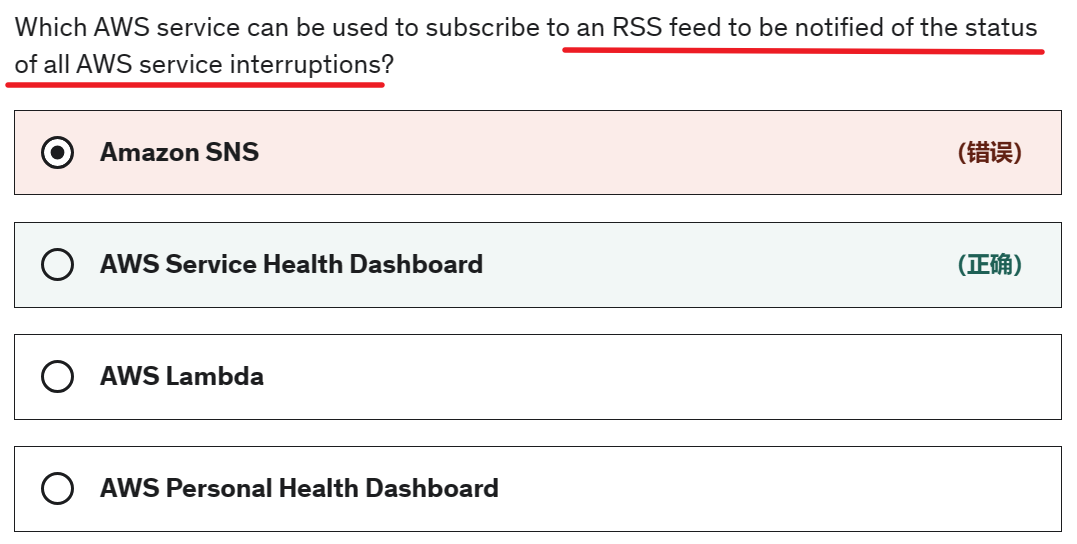 Which AWS service can be used to subscribe to an RSS feed to be notified of the status
of all AWS service interruptions?
Amazon SNS (错误)
AWS Service Health Dashboard (正确)
AWS Lambda
AWS Personal Health Dashboard